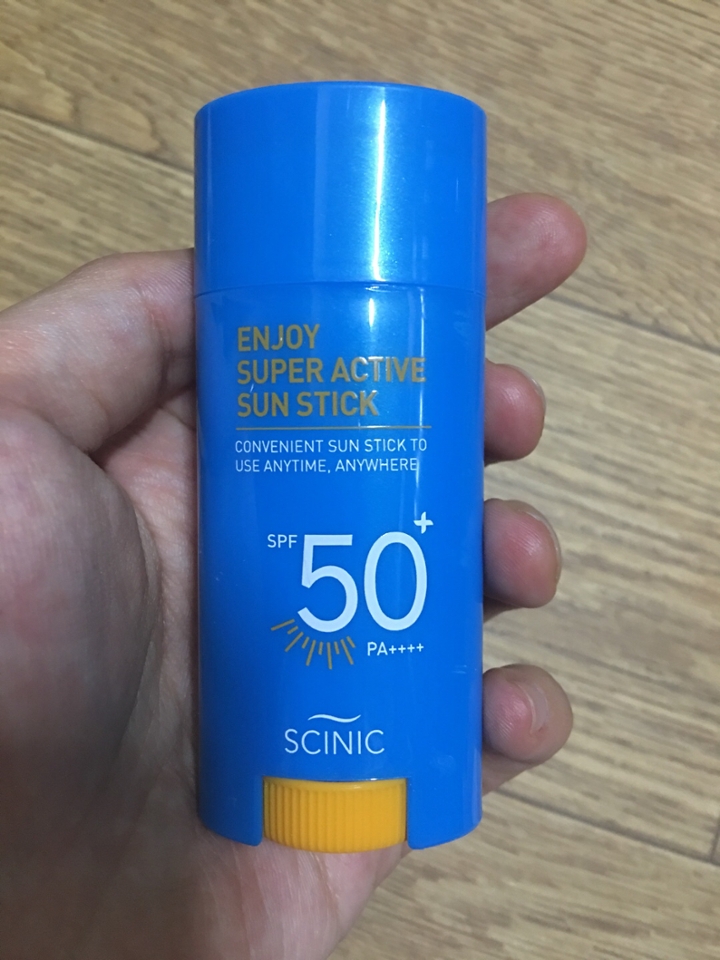 ENJOY
SUPER ACTIVE
SUN STICK
CONVENIENT SUN STICK TO
USE ANYTIME, ANYWHERE
SPF 50+
PA++++
SCINIC